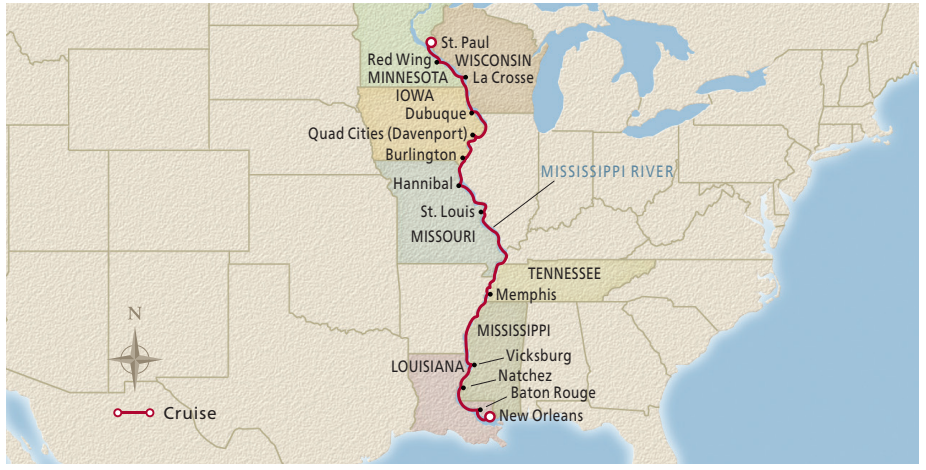 St. Paul
Red Wing
WISCONSIN
MINNESOTA
La Crosse
IOWA
Dubuque
Quad Cities (Davenport)
Burlington
MISSISSIPPI RIVER
Hannibal
St. Louis
MISSOURI
TENNESSEE
Memphis
N
MISSISSIPPI
Vicksburg
LOUISIANA
Natchez
Baton Rouge
Cruise
New Orleans